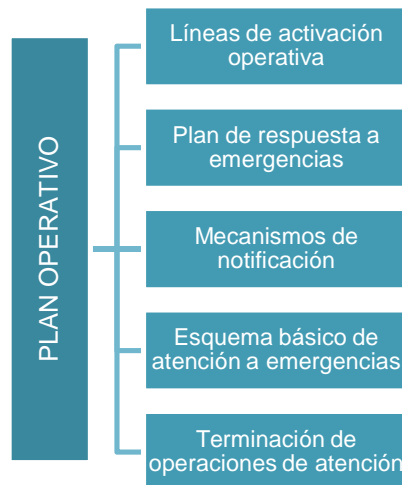 PLAN OPERATIVO
Líneas de activación
operativa
Plan de respuesta a
emergencias
Mecanismos de
notificación
Esquema básico de
atención a emergencias
Terminación de
operaciones de atención